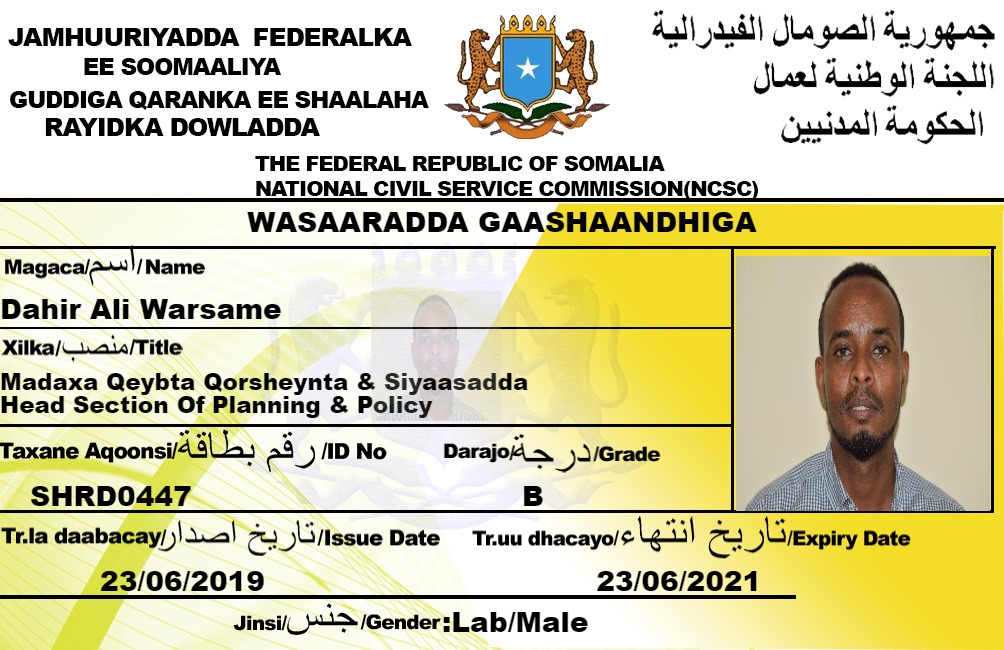 JAMHUURIYADDA FEDERALKA
EE SOOMAALIYA
GUDDIGA QARANKA EE SHAALAHA
RAYIDKA DOWLADDA
جمهورية الصومال الفيدرالية
اللجنة الوطنية لعمال
الحكومة المدنيين
THE FEDERAL REPUBLIC OF SOMALIA
NATIONAL CIVIL SERVICE COMMISSION(NCSC)
WASAARADDA GAASHAANDHIGA
Magaca/اسم/Name
Dahir Ali Warsame
Xilka/منصب/Title
Madaxa Qeybta Qorsheynta & Siyaasadda
Head Section Of Planning & Policy
Taxane Aqoonsi/رقم بطاقة/ID No
SHRD0447
Darajo/درجة/Grade
B
Tr.la daabacay/تاريخ اصدار/Issue Date
23/06/2019
Tr.uu dhacayo/تاريخ انتهاء/Expiry Date
23/06/2021
Jinsi/جنس/Gender:Lab/Male